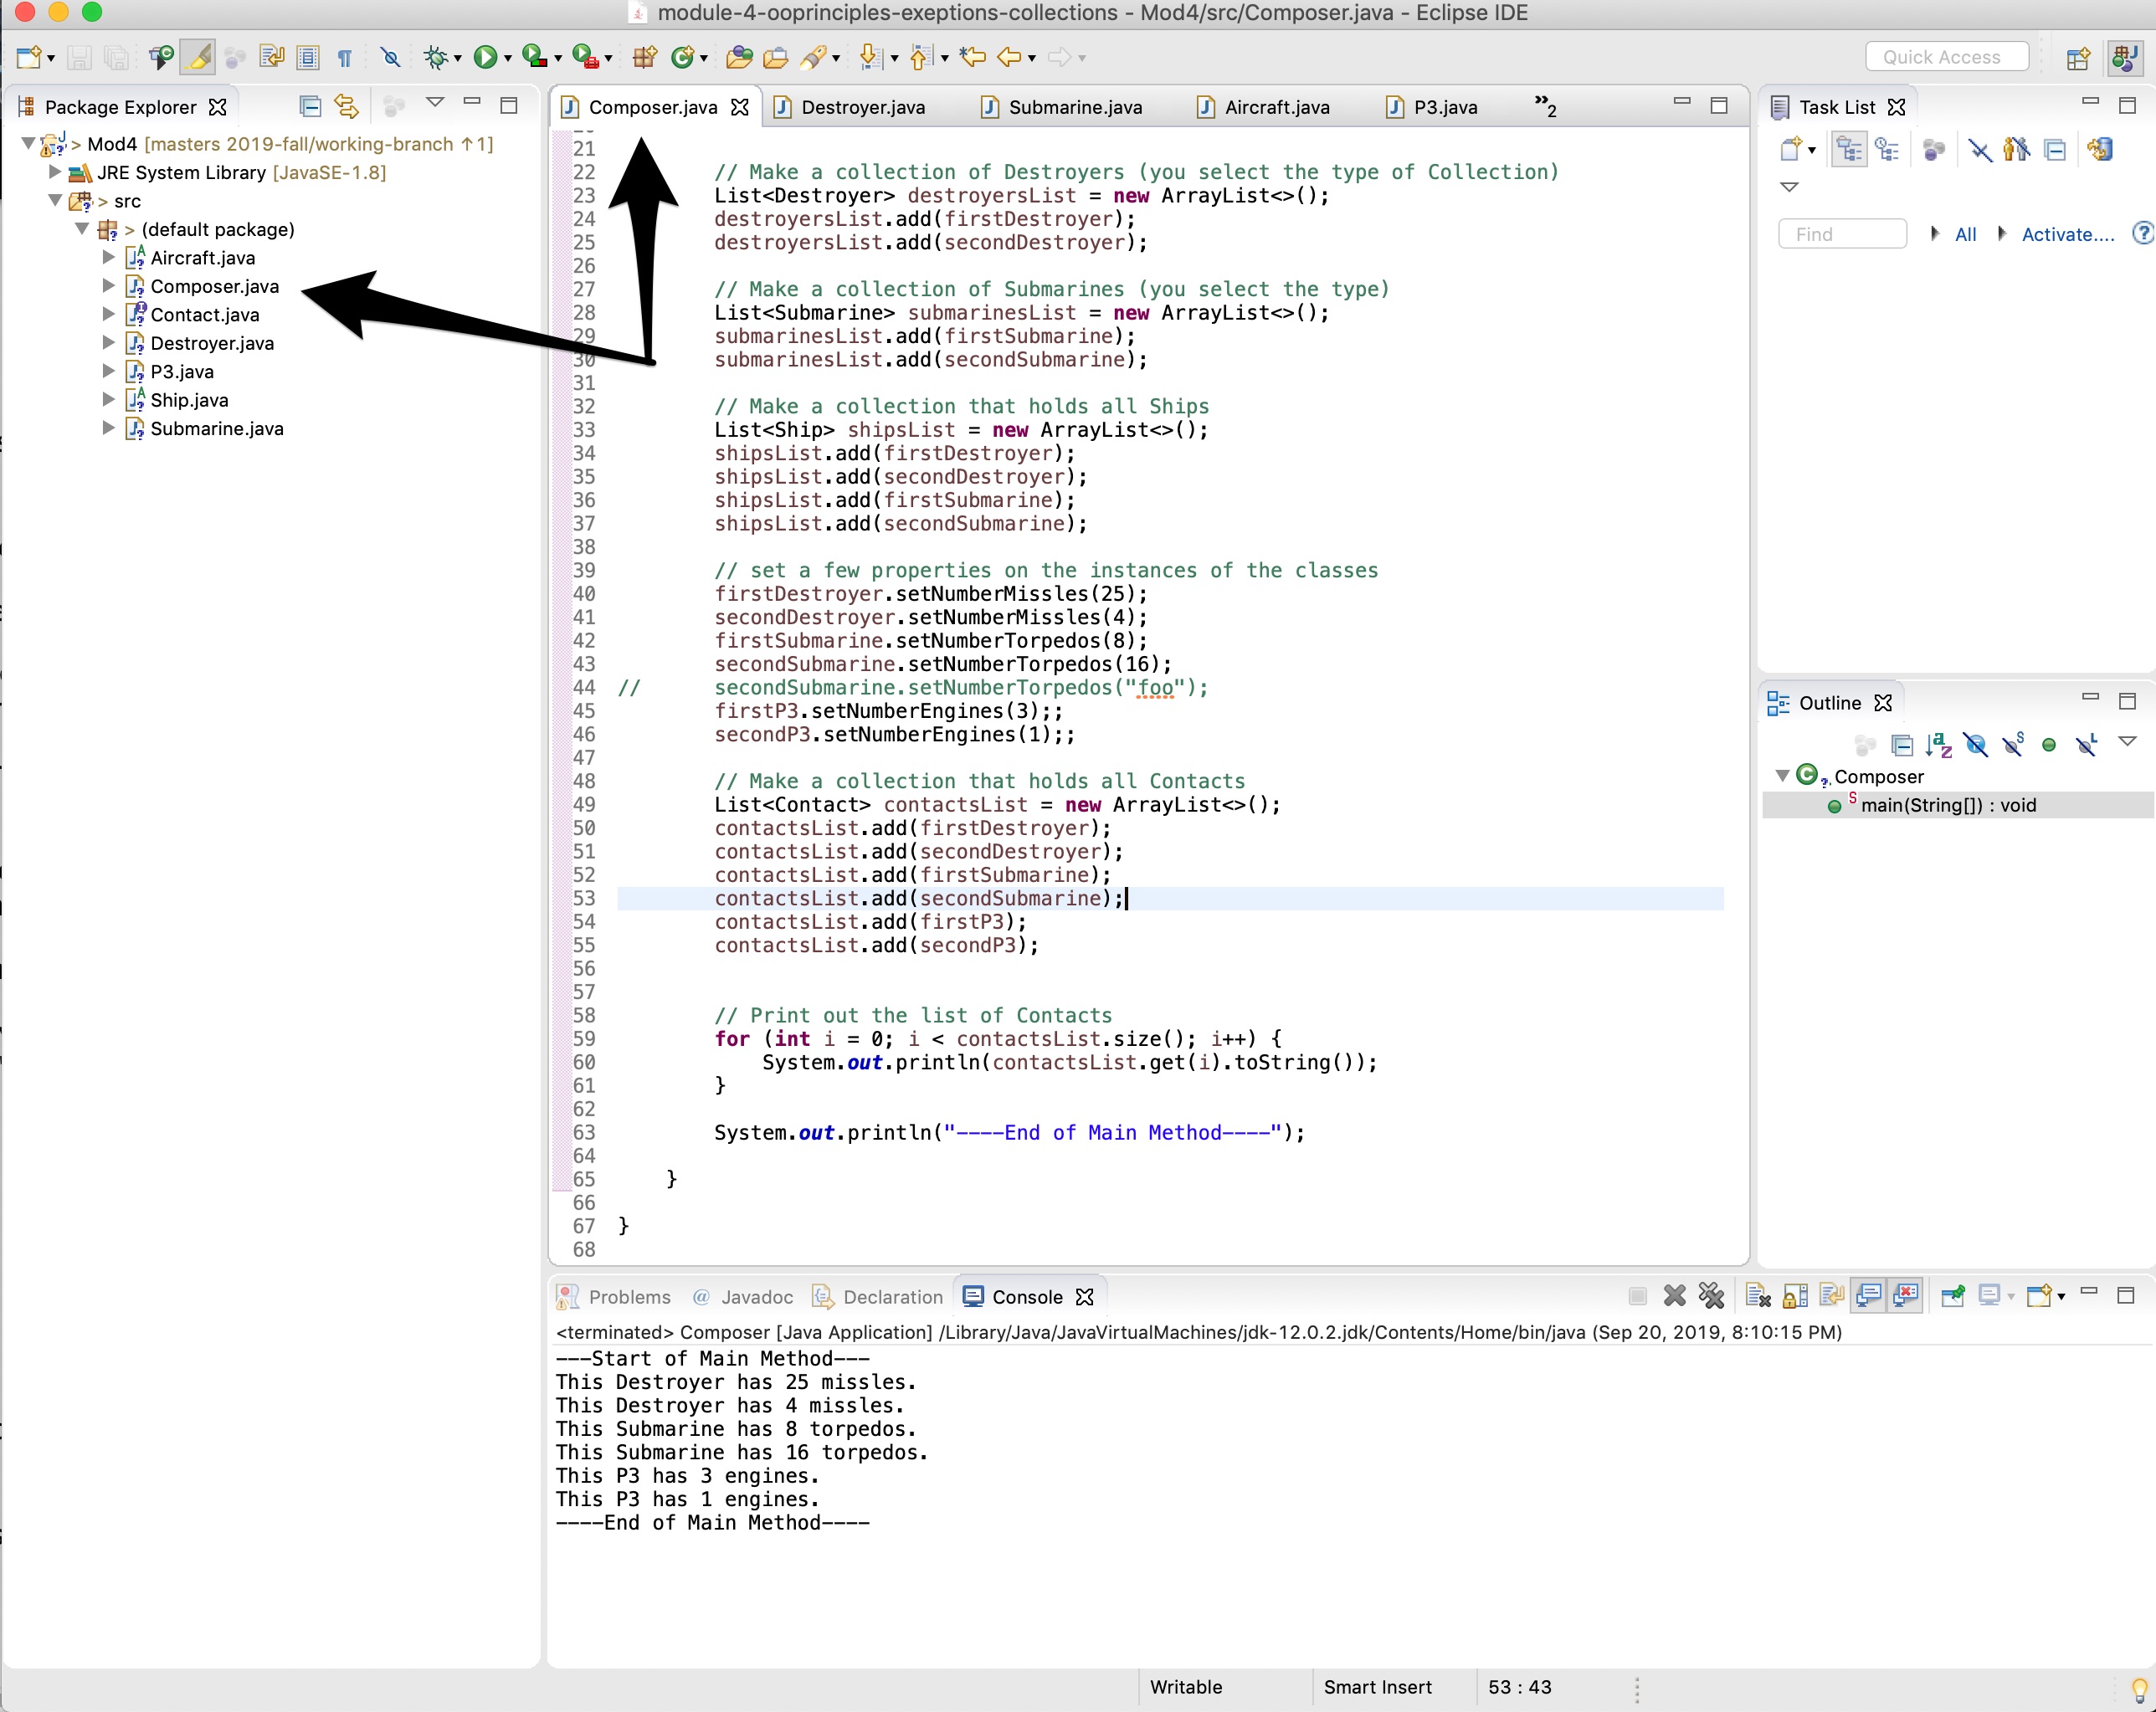 module-4-ooprinciples-exeptions-collections - Mod4/src/Composer.java - Eclipse IDE
Quick Access
Package Explorer
> Mod4 [masters 2019-fall/working-branch ↑1]
JRE System Library [JavaSE-1.8]
> src
> (default package)
Aircraft.java
Composer.java
Contact.java
Destroyer.java
P3.java
Ship.java
Submarine.java
Composer.java Destroyer.java Submarine.java Aircraft.java P3.java »2
21
22 // Make a collection of Destroyers (you select the type of Collection)
23 List<Destroyer> destroyersList = new ArrayList<>();
24 destroyersList.add(firstDestroyer);
25 destroyersList.add(secondDestroyer);
26
27 // Make a collection of Submarines (you select the type)
28 List<Submarine> submarinesList = new ArrayList<>();
29 submarinesList.add(firstSubmarine);
30 submarinesList.add(secondSubmarine);
31
32 // Make a collection that holds all Ships
33 List<Ship> shipsList = new ArrayList<>();
34 shipsList.add(firstDestroyer);
35 shipsList.add(secondDestroyer);
36 shipsList.add(firstSubmarine);
37 shipsList.add(secondSubmarine);
38
39 // set a few properties on the instances of the classes
40 firstDestroyer.setNumberMissles(25);
41 secondDestroyer.setNumberMissles(4);
42 firstSubmarine.setNumberTorpedos(8);
43 secondSubmarine.setNumberTorpedos(16);
44 // secondSubmarine.setNumberTorpedos("foo");
45 firstP3.setNumberEngines(3);;
46 secondP3.setNumberEngines(1);;
47
48 // Make a collection that holds all Contacts
49 List<Contact> contactsList = new ArrayList<>();
50 contactsList.add(firstDestroyer);
51 contactsList.add(secondDestroyer);
52 contactsList.add(firstSubmarine);
53 contactsList.add(secondSubmarine);
54 contactsList.add(firstP3);
55 contactsList.add(secondP3);
56
57
58 // Print out the list of Contacts
59 for (int i = 0; i < contactsList.size(); i++) {
60 System.out.println(contactsList.get(i).toString());
61 }
62
63 System.out.println("----End of Main Method----");
64
65 }
66
67 }
68
Task List
Find All Activate....
Outline
Composer
main(String[]) : void
Problems @ Javadoc Declaration Console
<terminated> Composer [Java Application] /Library/Java/JavaVirtualMachines/jdk-12.0.2.jdk/Contents/Home/bin/java (Sep 20, 2019, 8:10:15 PM)
---Start of Main Method---
This Destroyer has 25 missles.
This Destroyer has 4 missles.
This Submarine has 8 torpedos.
This Submarine has 16 torpedos.
This P3 has 3 engines.
This P3 has 1 engines.
----End of Main Method----
Writable Smart Insert 53 : 43